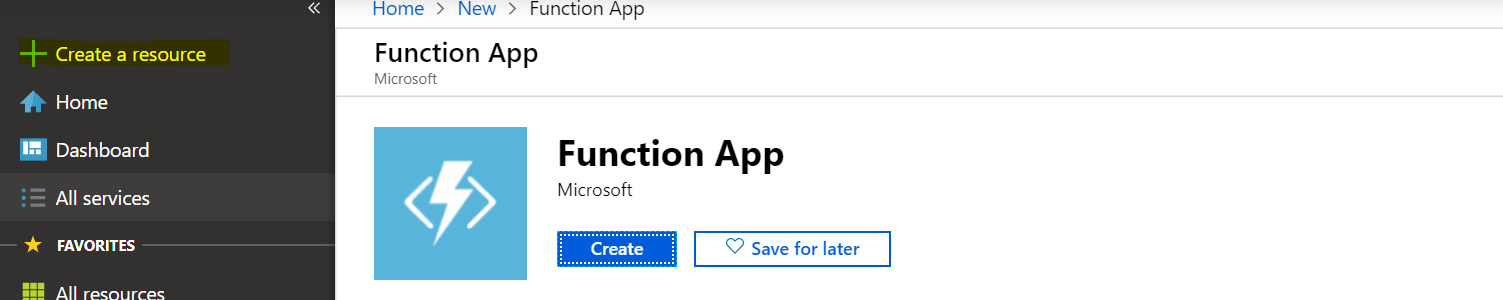 «
Create a resource
Home
Dashboard
All services
FAVORITES
All resources
Home > New > Function App
Function App
Microsoft
Function App
Microsoft
Create
Save for later